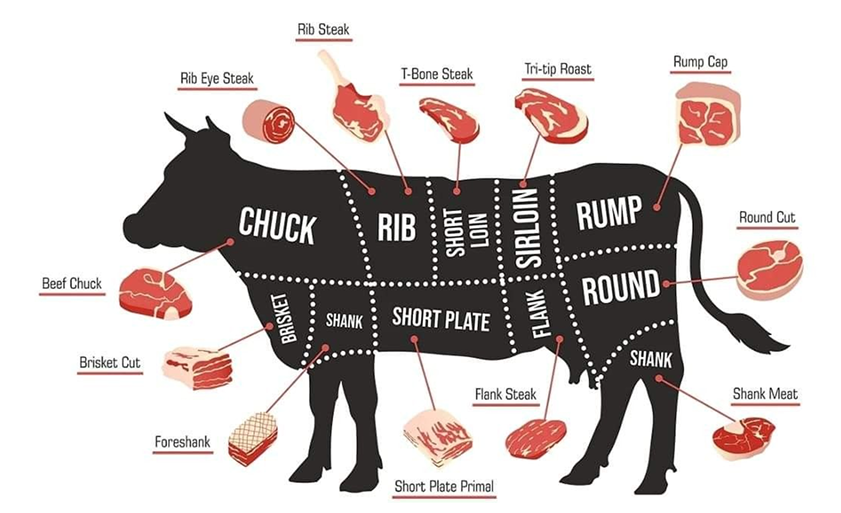 Rib Steak
Rib Eye Steak
T-Bone Steak
Tri-tip Roast
Rump Cap
CHUCK
RIB
SHORT
LOIN
SIRLOIN
RUMP
Round Cut
Beef Chuck
BRISKET
SHANK
SHORT PLATE
FLANK
ROUND
SHANK
Brisket Cut
Flank Steak
Shank Meat
Foreshank
Short Plate Primal